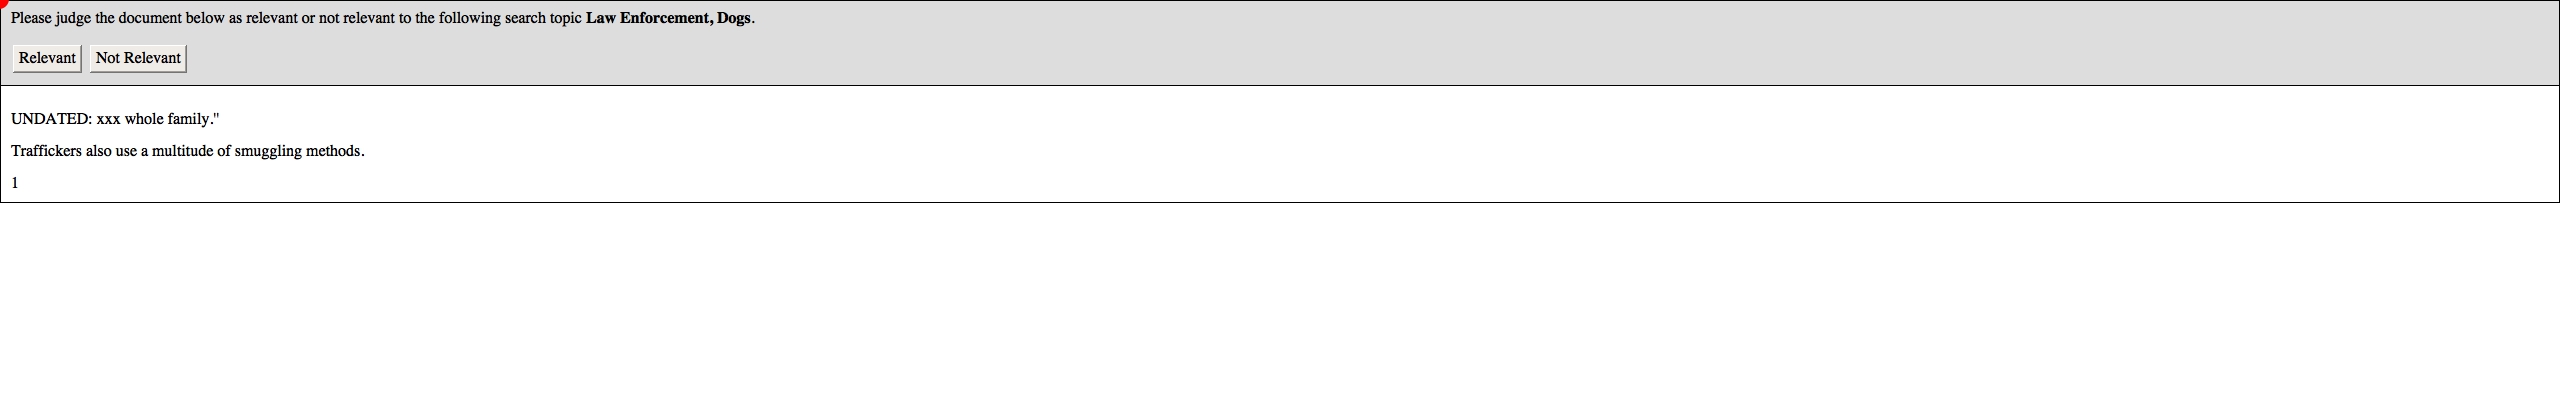 Please judge the document below as relevant or not relevant to the following search topic Law Enforcement, Dogs.
Relevant Not Relevant
UNDATED: xxx whole family."
Traffickers also use a multitude of smuggling methods.
1